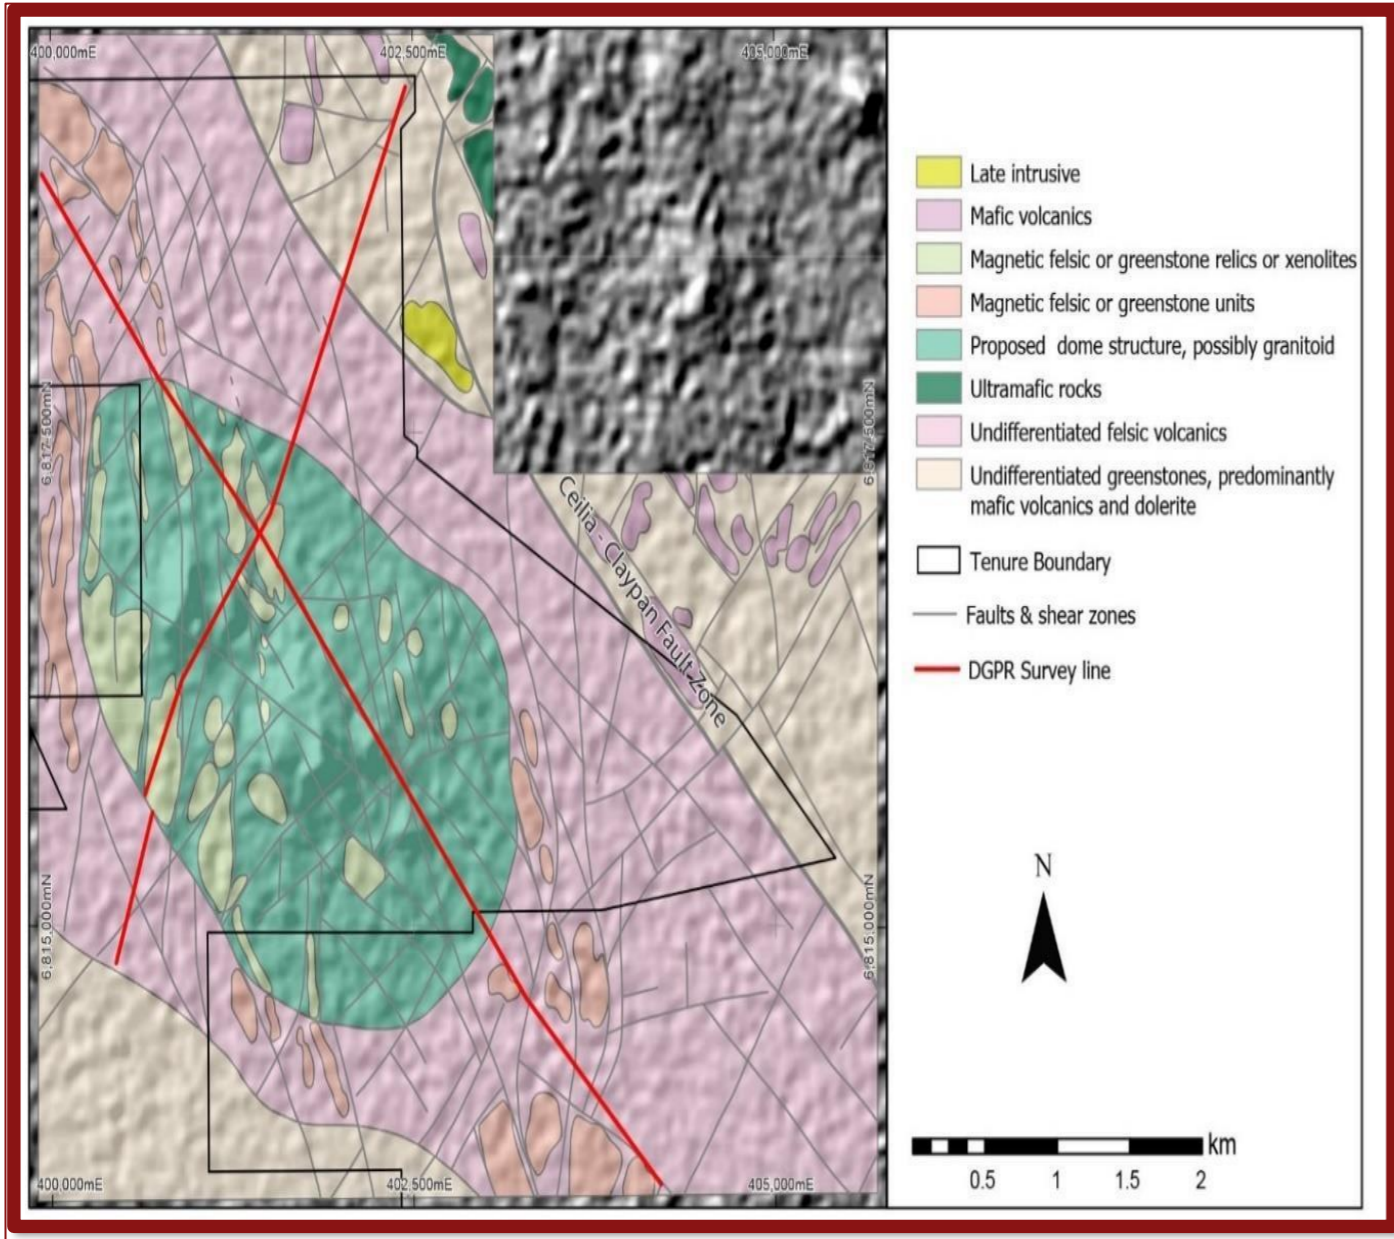 400,000mE
402,500mE
405,000mE
6,817,500mN
6,817,500mN
Ceilia - Claypan Fault Zone
6,815,000mN
6,815,000mN
400,000mE
402,500mE
405,000mE
Late intrusive
Mafic volcanics
Magnetic felsic or greenstone relics or xenolites
Magnetic felsic or greenstone units
Proposed dome structure, possibly granitoid
Ultramafic rocks
Undifferentiated felsic volcanics
Undifferentiated greenstones, predominantly
mafic volcanics and dolerite
Tenure Boundary
Faults & shear zones
DGPR Survey line
N
km
0.5 1 1.5 2